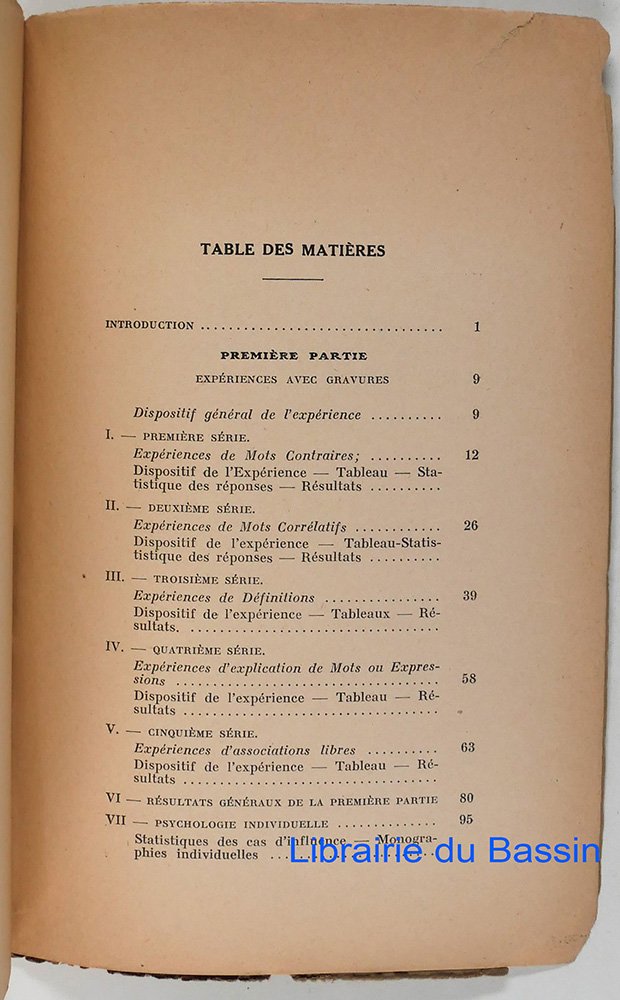 TABLE DES MATIÈRES
INTRODUCTION .................................. 1
PREMIÈRE PARTIE
EXPÉRIENCES AVEC GRAVURES 9
Dispositif général de l'expérience .......... 9
I. — PREMIÈRE SÉRIE.
Expériences de Mots Contraires; .......... 12
Dispositif de l'Expérience — Tableau — Sta-
tistique des réponses — Résultats ..........
II. — DEUXIÈME SÉRIE.
Expériences de Mots Corrélatifs ............ 26
Dispositif de l'expérience — Tableau-Statis-
tistique des réponses — Résultats ..........
III. — TROISIÈME SÉRIE.
Expériences de Définitions ................ 39
Dispositif de l'expérience — Tableaux — Ré-
sultats. ...................................
IV. — QUATRIÈME SÉRIE.
Expériences d'explication de Mots ou Expres-
sions ..................................... 58
Dispositif de l'expérience — Tableau — Ré-
sultats ....................................
V. — CINQUIÈME SÉRIE.
Expériences d'associations libres .......... 63
Dispositif de l'expérience — Tableau — Ré-
sultats ....................................
VI — RÉSULTATS GÉNÉRAUX DE LA PREMIÈRE PARTIE 80
VII — PSYCHOLOGIE INDIVIDUELLE .............. 95
Statistiques des cas d'influence — Monogra-
phies individuelles ........................
Librairie du Bassin